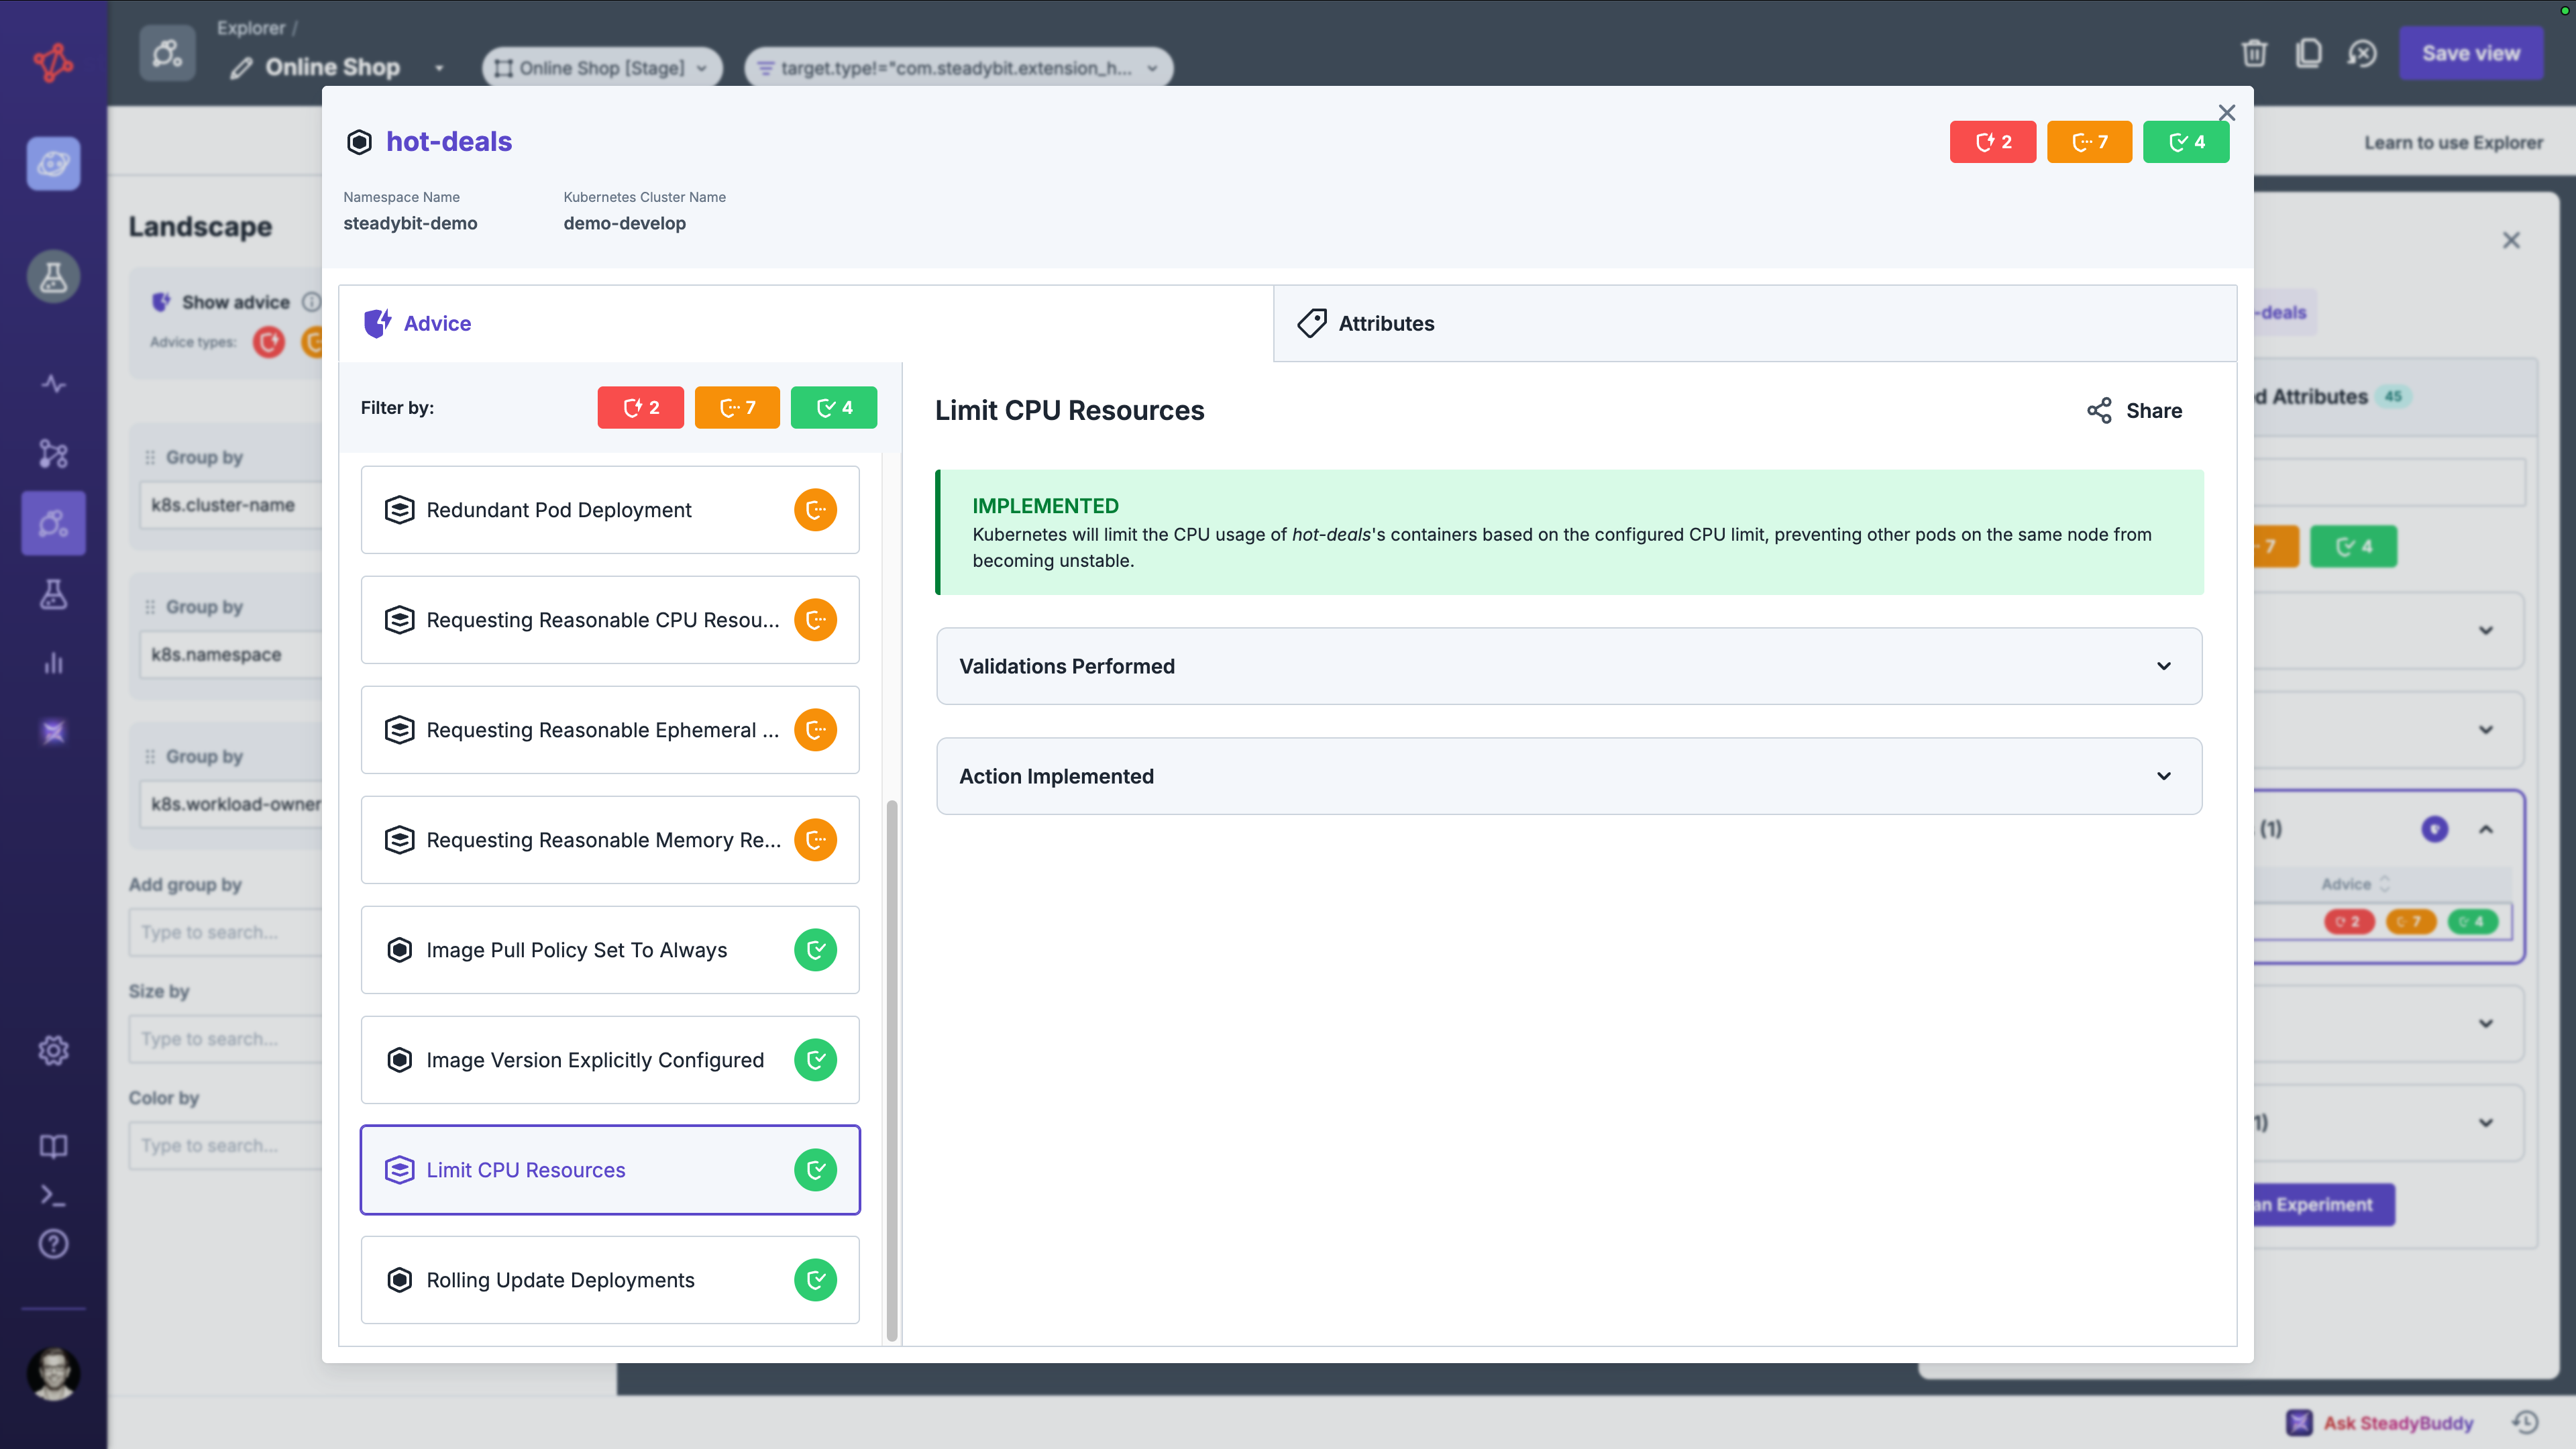 Explorer /
Online Shop
Online Shop [Stage]
target.type!="com.steadybit.extension_h...
Save view
Learn to use Explorer
hot-deals
2
7
4
Namespace Name
steadybit-demo
Kubernetes Cluster Name
demo-develop
Landscape
Show advice
Advice types:
Group by
k8s.cluster-name
Group by
k8s.namespace
Group by
k8s.workload-owner
Add group by
Type to search...
Size by
Type to search...
Color by
Type to search...
Advice
Attributes
Filter by:
2
7
4
Redundant Pod Deployment
Requesting Reasonable CPU Resou...
Requesting Reasonable Ephemeral ...
Requesting Reasonable Memory Re...
Image Pull Policy Set To Always
Image Version Explicitly Configured
Limit CPU Resources
Rolling Update Deployments
Limit CPU Resources
Share
IMPLEMENTED
Kubernetes will limit the CPU usage of hot-deals's containers based on the configured CPU limit, preventing other pods on the same node from
becoming unstable.
Validations Performed
Action Implemented
-deals
d Attributes 45
7
4
(1)
Advice
2
7
4
1)
an Experiment
Ask SteadyBuddy